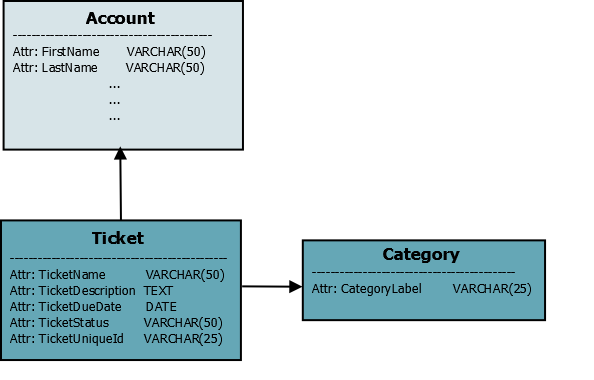 Account
----------------------------------------
Attr: FirstName VARCHAR(50)
Attr: LastName VARCHAR(50)
...
...
...
Ticket
--------------------------------------------
Attr: TicketName VARCHAR(50)
Attr: TicketDescription TEXT
Attr: TicketDueDate DATE
Attr: TicketStatus VARCHAR(50)
Attr: TicketUniqueId VARCHAR(25)
Category
-----------------------------------------
Attr: CategoryLabel VARCHAR(25)